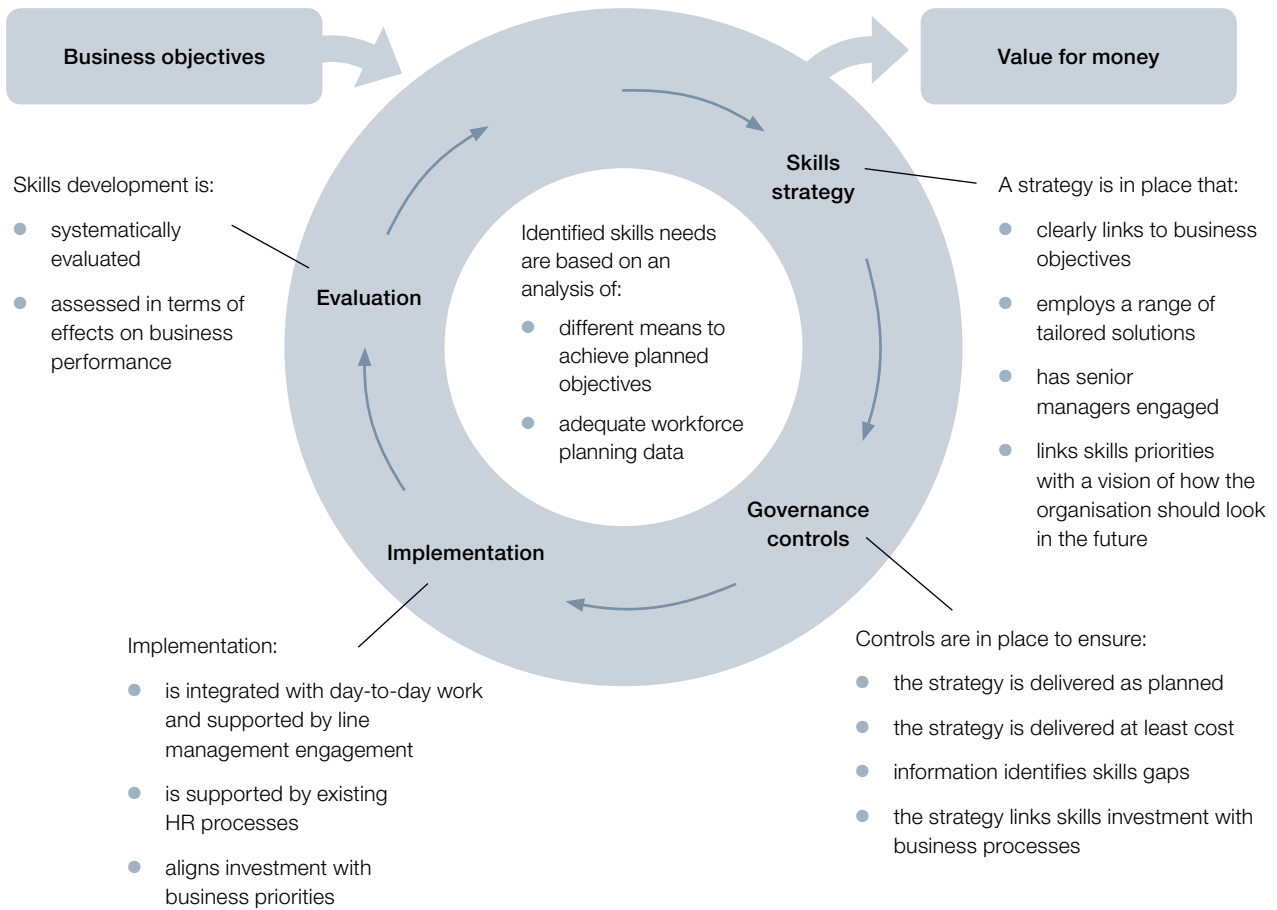 Business objectives
Value for money
Skills
strategy
A strategy is in place that:
clearly links to business
objectives
employs a range of
tailored solutions
has senior
managers engaged
links skills priorities
with a vision of how the
organisation should look
in the future
Skills development is:
systematically
evaluated
assessed in terms of
effects on business
performance
Evaluation
Identified skills needs
are based on an
analysis of:
different means to
achieve planned
objectives
adequate workforce
planning data
Governance
controls
Implementation
Controls are in place to ensure:
the strategy is delivered as planned
the strategy is delivered at least cost
information identifies skills gaps
the strategy links skills investment with
business processes
Implementation:
is integrated with day-to-day work
and supported by line
management engagement
is supported by existing
HR processes
aligns investment with
business priorities